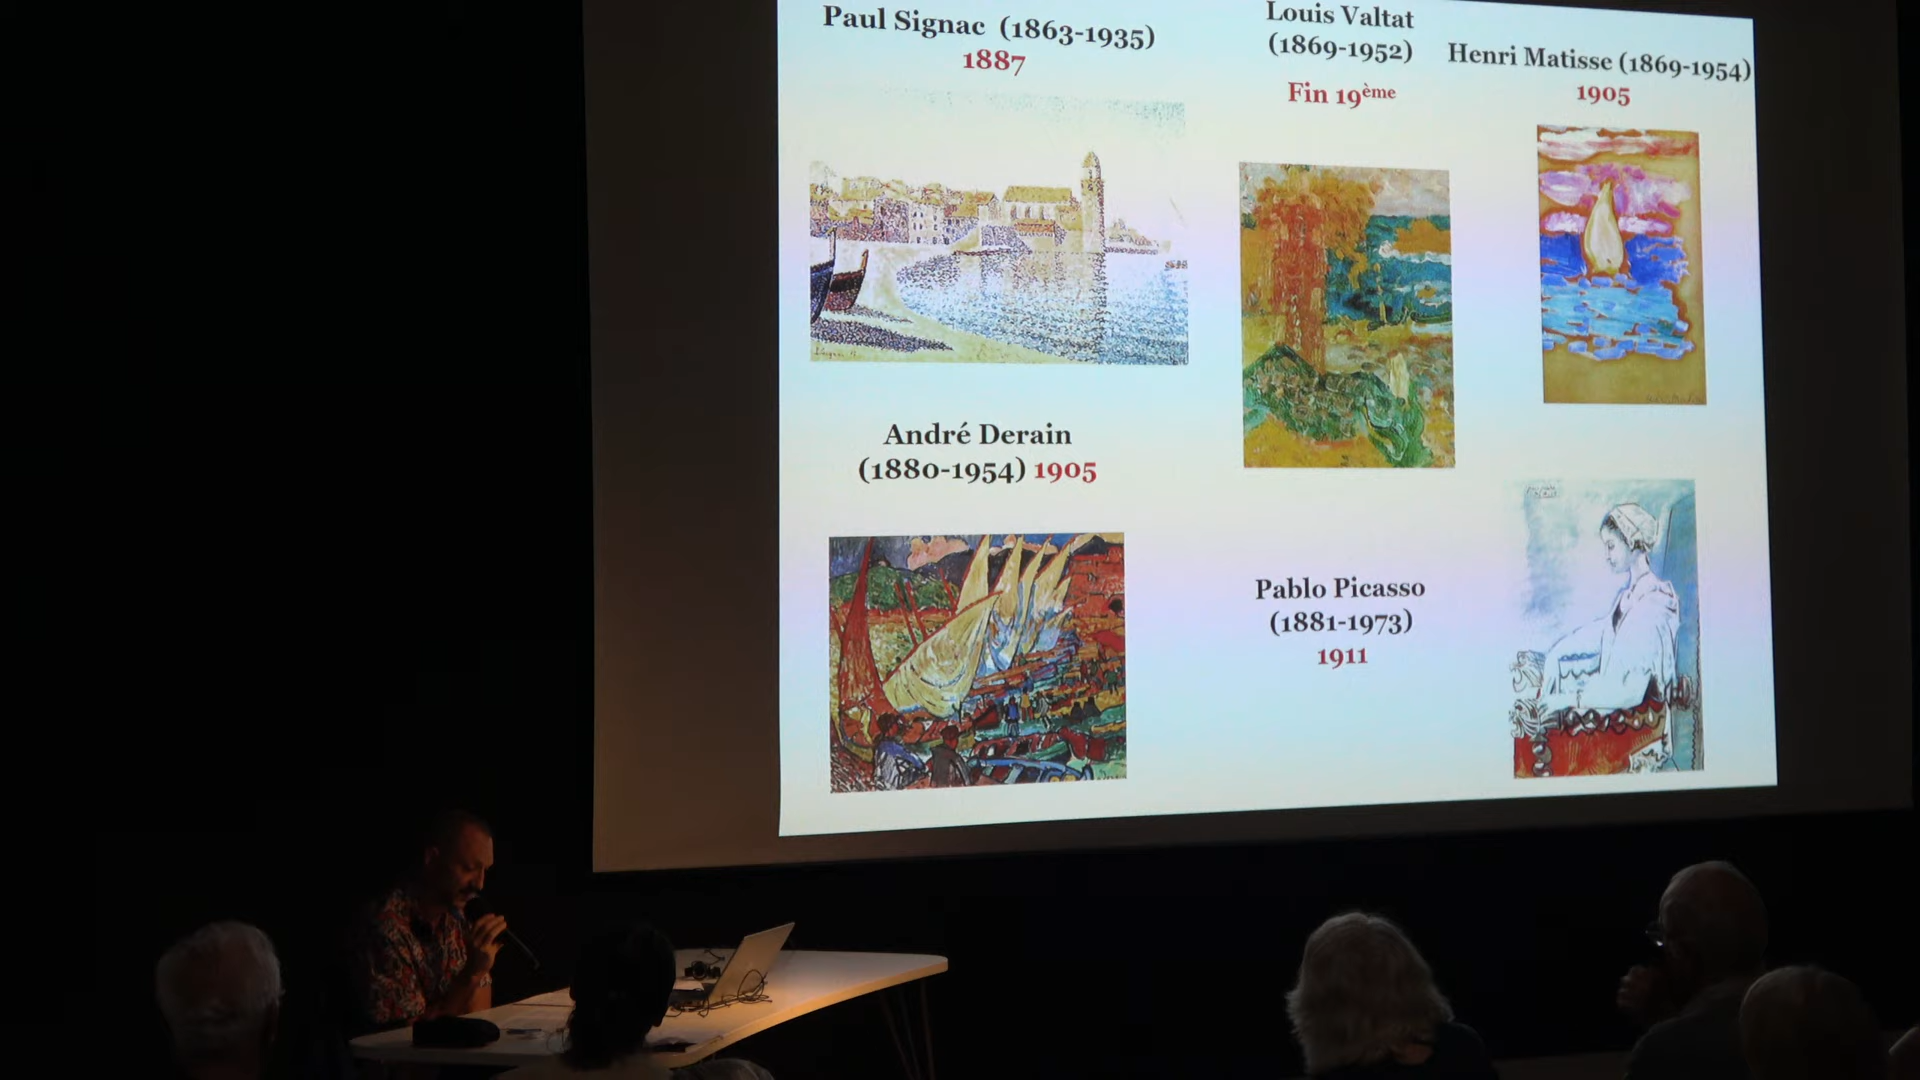 Paul Signac (1863-1935)
1887
Louis Valtat
(1869-1952)
Fin 19ème
Henri Matisse (1869-1954)
1905
André Derain
(1880-1954) 1905
Pablo Picasso
(1881-1973)
1911